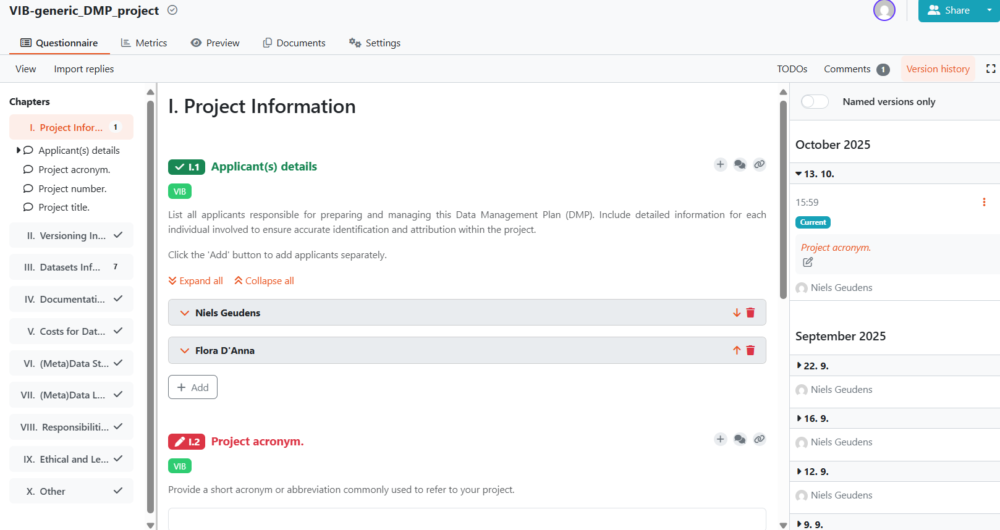 VIB-generic_DMP_project
Share
Questionnaire
Metrics
Preview
Documents
Settings
View
Import replies
TODOs
Comments 1
Version history
Chapters
I. Project Infor... 1
Applicant(s) details
Project acronym.
Project number.
Project title.
II. Versioning In...
III. Datasets Inf... 7
IV. Documentati...
V. Costs for Dat...
VI. (Meta)Data St...
VII. (Meta)Data L...
VIII. Responsibiliti...
IX. Ethical and Le...
X. Other
I. Project Information
I.1 Applicant(s) details
VIB
List all applicants responsible for preparing and managing this Data Management Plan (DMP). Include detailed information for each
individual involved to ensure accurate identification and attribution within the project.
Click the 'Add' button to add applicants separately.
Expand all
Collapse all
Niels Geudens
Flora D'Anna
Add
I.2 Project acronym.
VIB
Provide a short acronym or abbreviation commonly used to refer to your project.
Named versions only
October 2025
13. 10.
15:59
Current
Project acronym.
Niels Geudens
September 2025
22. 9.
Niels Geudens
16. 9.
Niels Geudens
12. 9.
Niels Geudens
9. 9.